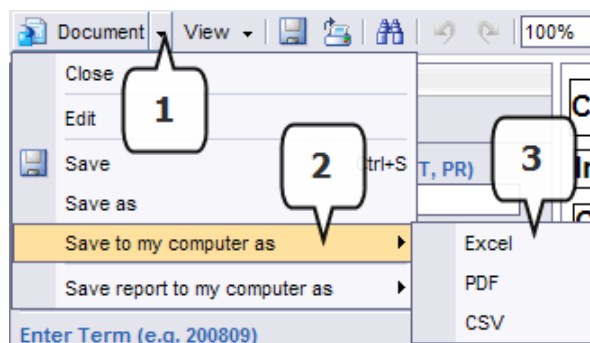 Document View 100%
Close
1
Edit
2
3
Save Ctrl+S T, PR)
Save as
Save to my computer as Excel
Save report to my computer as PDF
CSV
Enter Term (e.g. 200809)